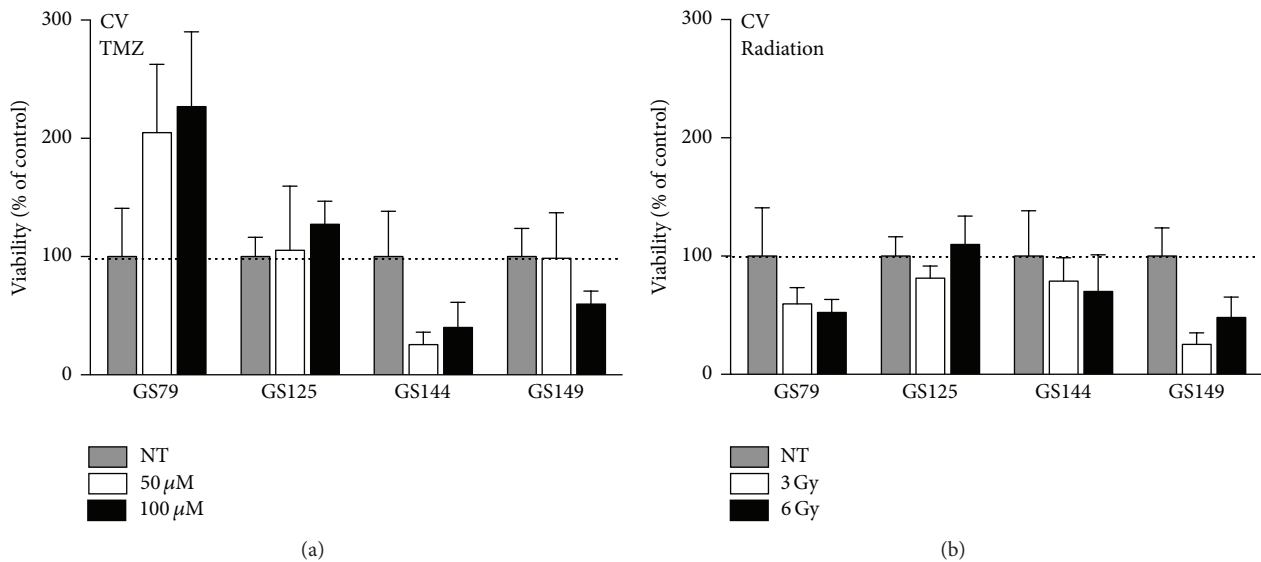 CV
TMZ
Viability (% of control)
300
200
100
0
GS79
GS125
GS144
GS149
NT
50 μM
100 μM
(a)
CV
Radiation
Viability (% of control)
300
200
100
0
GS79
GS125
GS144
GS149
NT
3 Gy
6 Gy
(b)